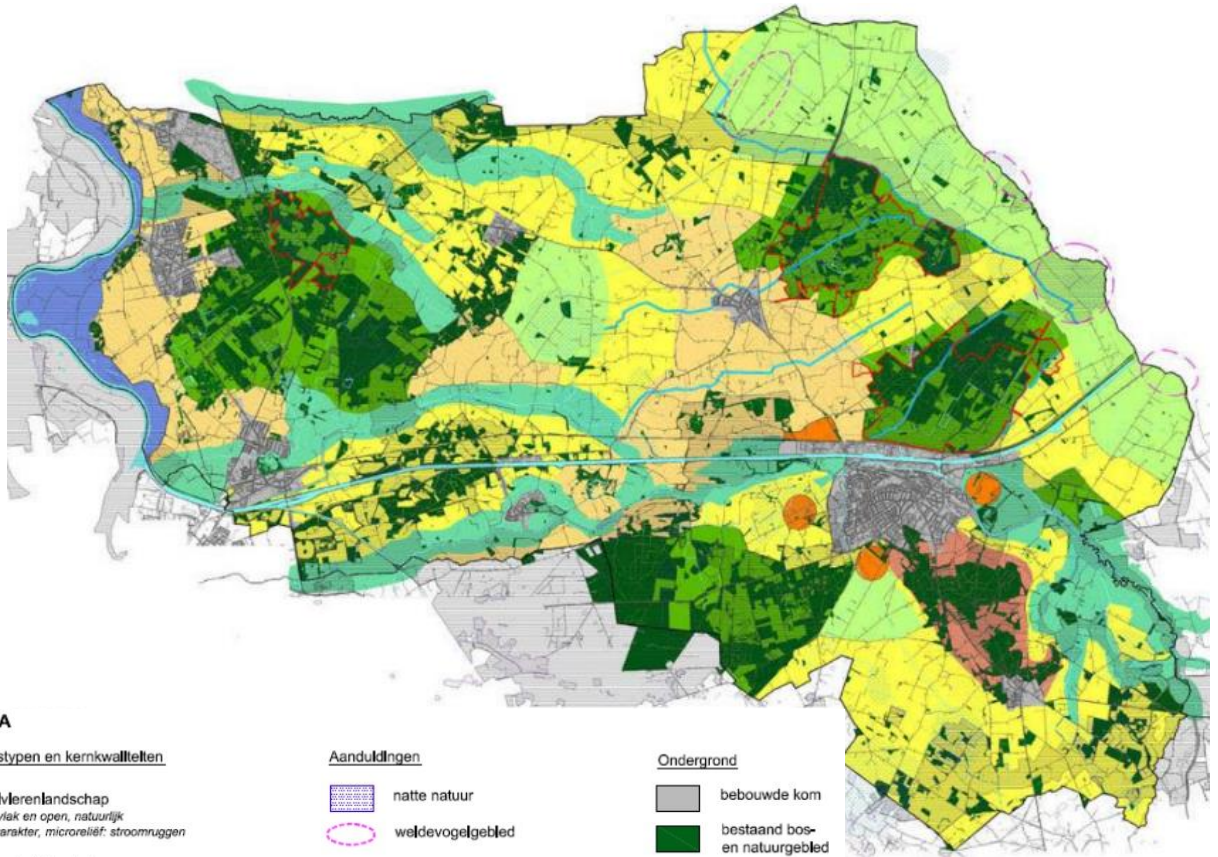 A
stypen en kernkwaliteiten
vierenlandschap
vlak en open, natuurlijk
arakter, microreliëf: stroomruggen
Aanduidingen
natte natuur
weidevogelgebied
Ondergrond
bebouwde kom
bestaand bos-
en natuurgebied